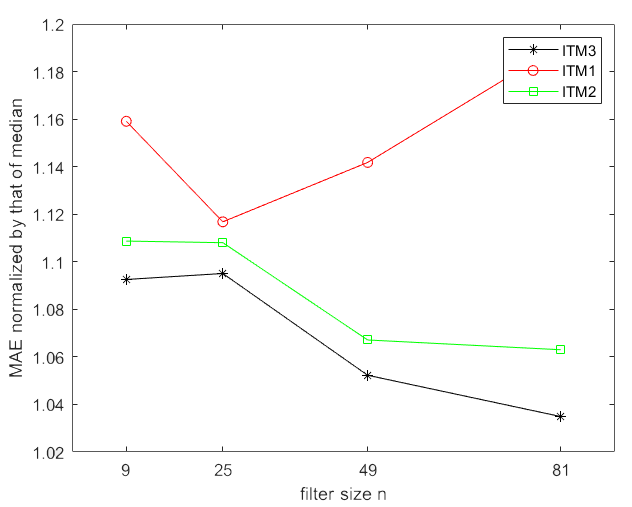 1.2
1.18
1.16
1.14
1.12
1.1
1.08
1.06
1.04
1.02
MAE normalized by that of median
ITM3
ITM1
ITM2
9 25 49 81
filter size n